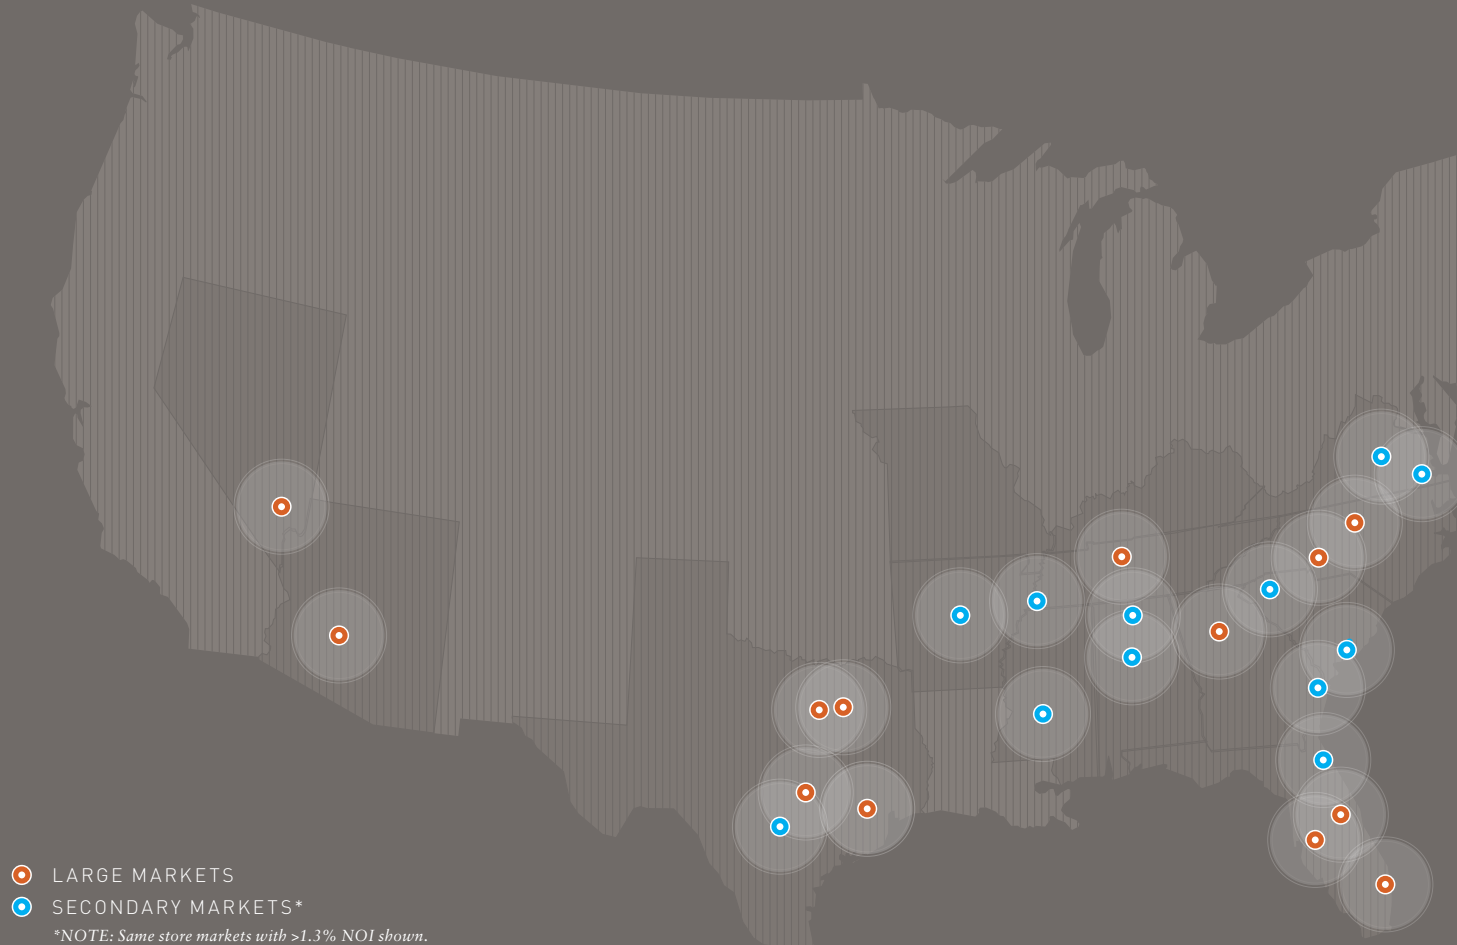 LARGE MARKETS
SECONDARY MARKETS*
*NOTE: Same store markets with >1.3% NOI shown.